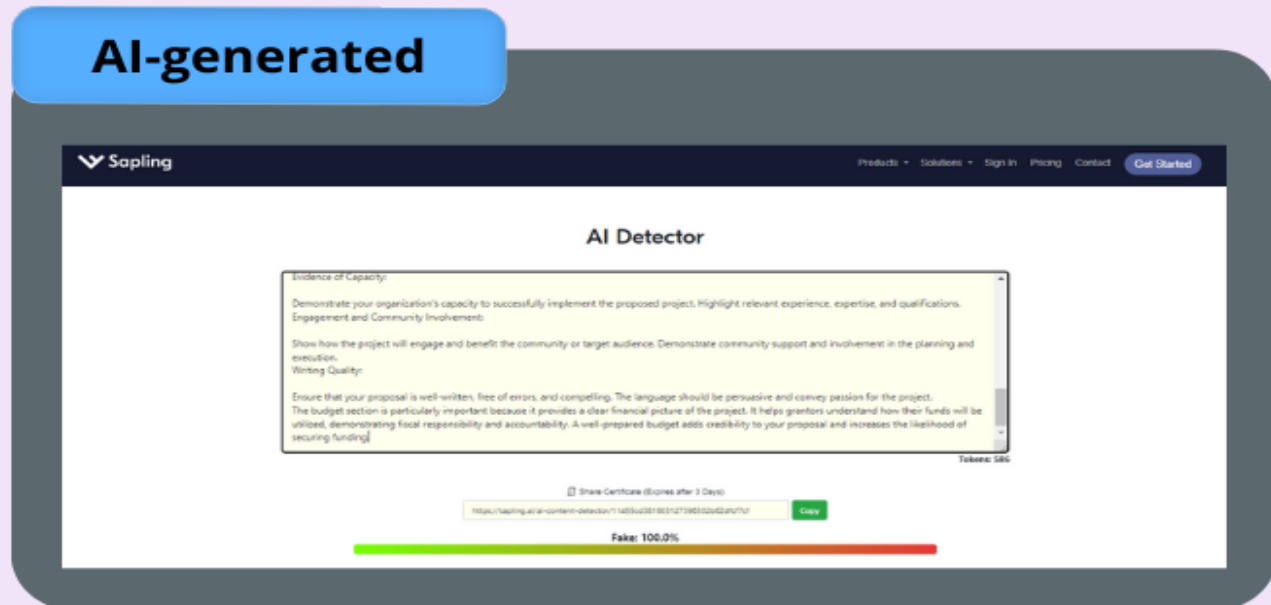 AI-generated
Sapling
Products Solutions Sign In Pricing Contact Get Started
AI Detector
Evidence of Capacity:
Demonstrate your organization's capacity to successfully implement the proposed project. Highlight relevant experience, expertise, and qualifications.
Engagement and Community Involvement:
Show how the project will engage and benefit the community or target audience. Demonstrate community support and involvement in the planning and
execution.
Writing Quality:
Ensure that your proposal is well-written, free of errors, and compelling. The language should be persuasive and convey passion for the project.
The budget section is particularly important because it provides a clear financial picture of the project. It helps grantors understand how their funds will be
utilized, demonstrating fiscal responsibility and accountability. A well-prepared budget adds credibility to your proposal and increases the likelihood of
securing funding
Tokens: 586
Share Certificate (Expires after 3 Days)
Copy
Fake: 100.0%